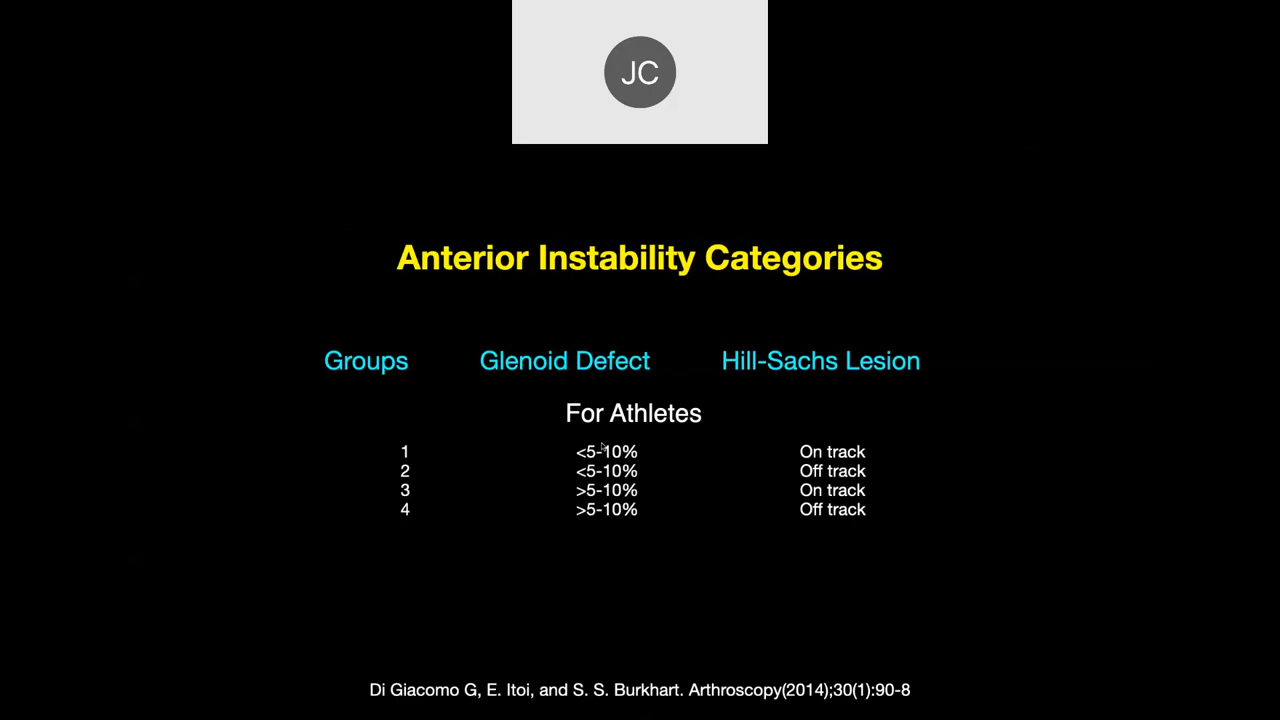 JC
Anterior Instability Categories
Groups Glenoid Defect Hill-Sachs Lesion
For Athletes
1 <5-10% On track
2 <5-10% Off track
3 >5-10% On track
4 >5-10% Off track
Di Giacomo G, E. Itoi, and S. S. Burkhart. Arthroscopy(2014);30(1):90-8